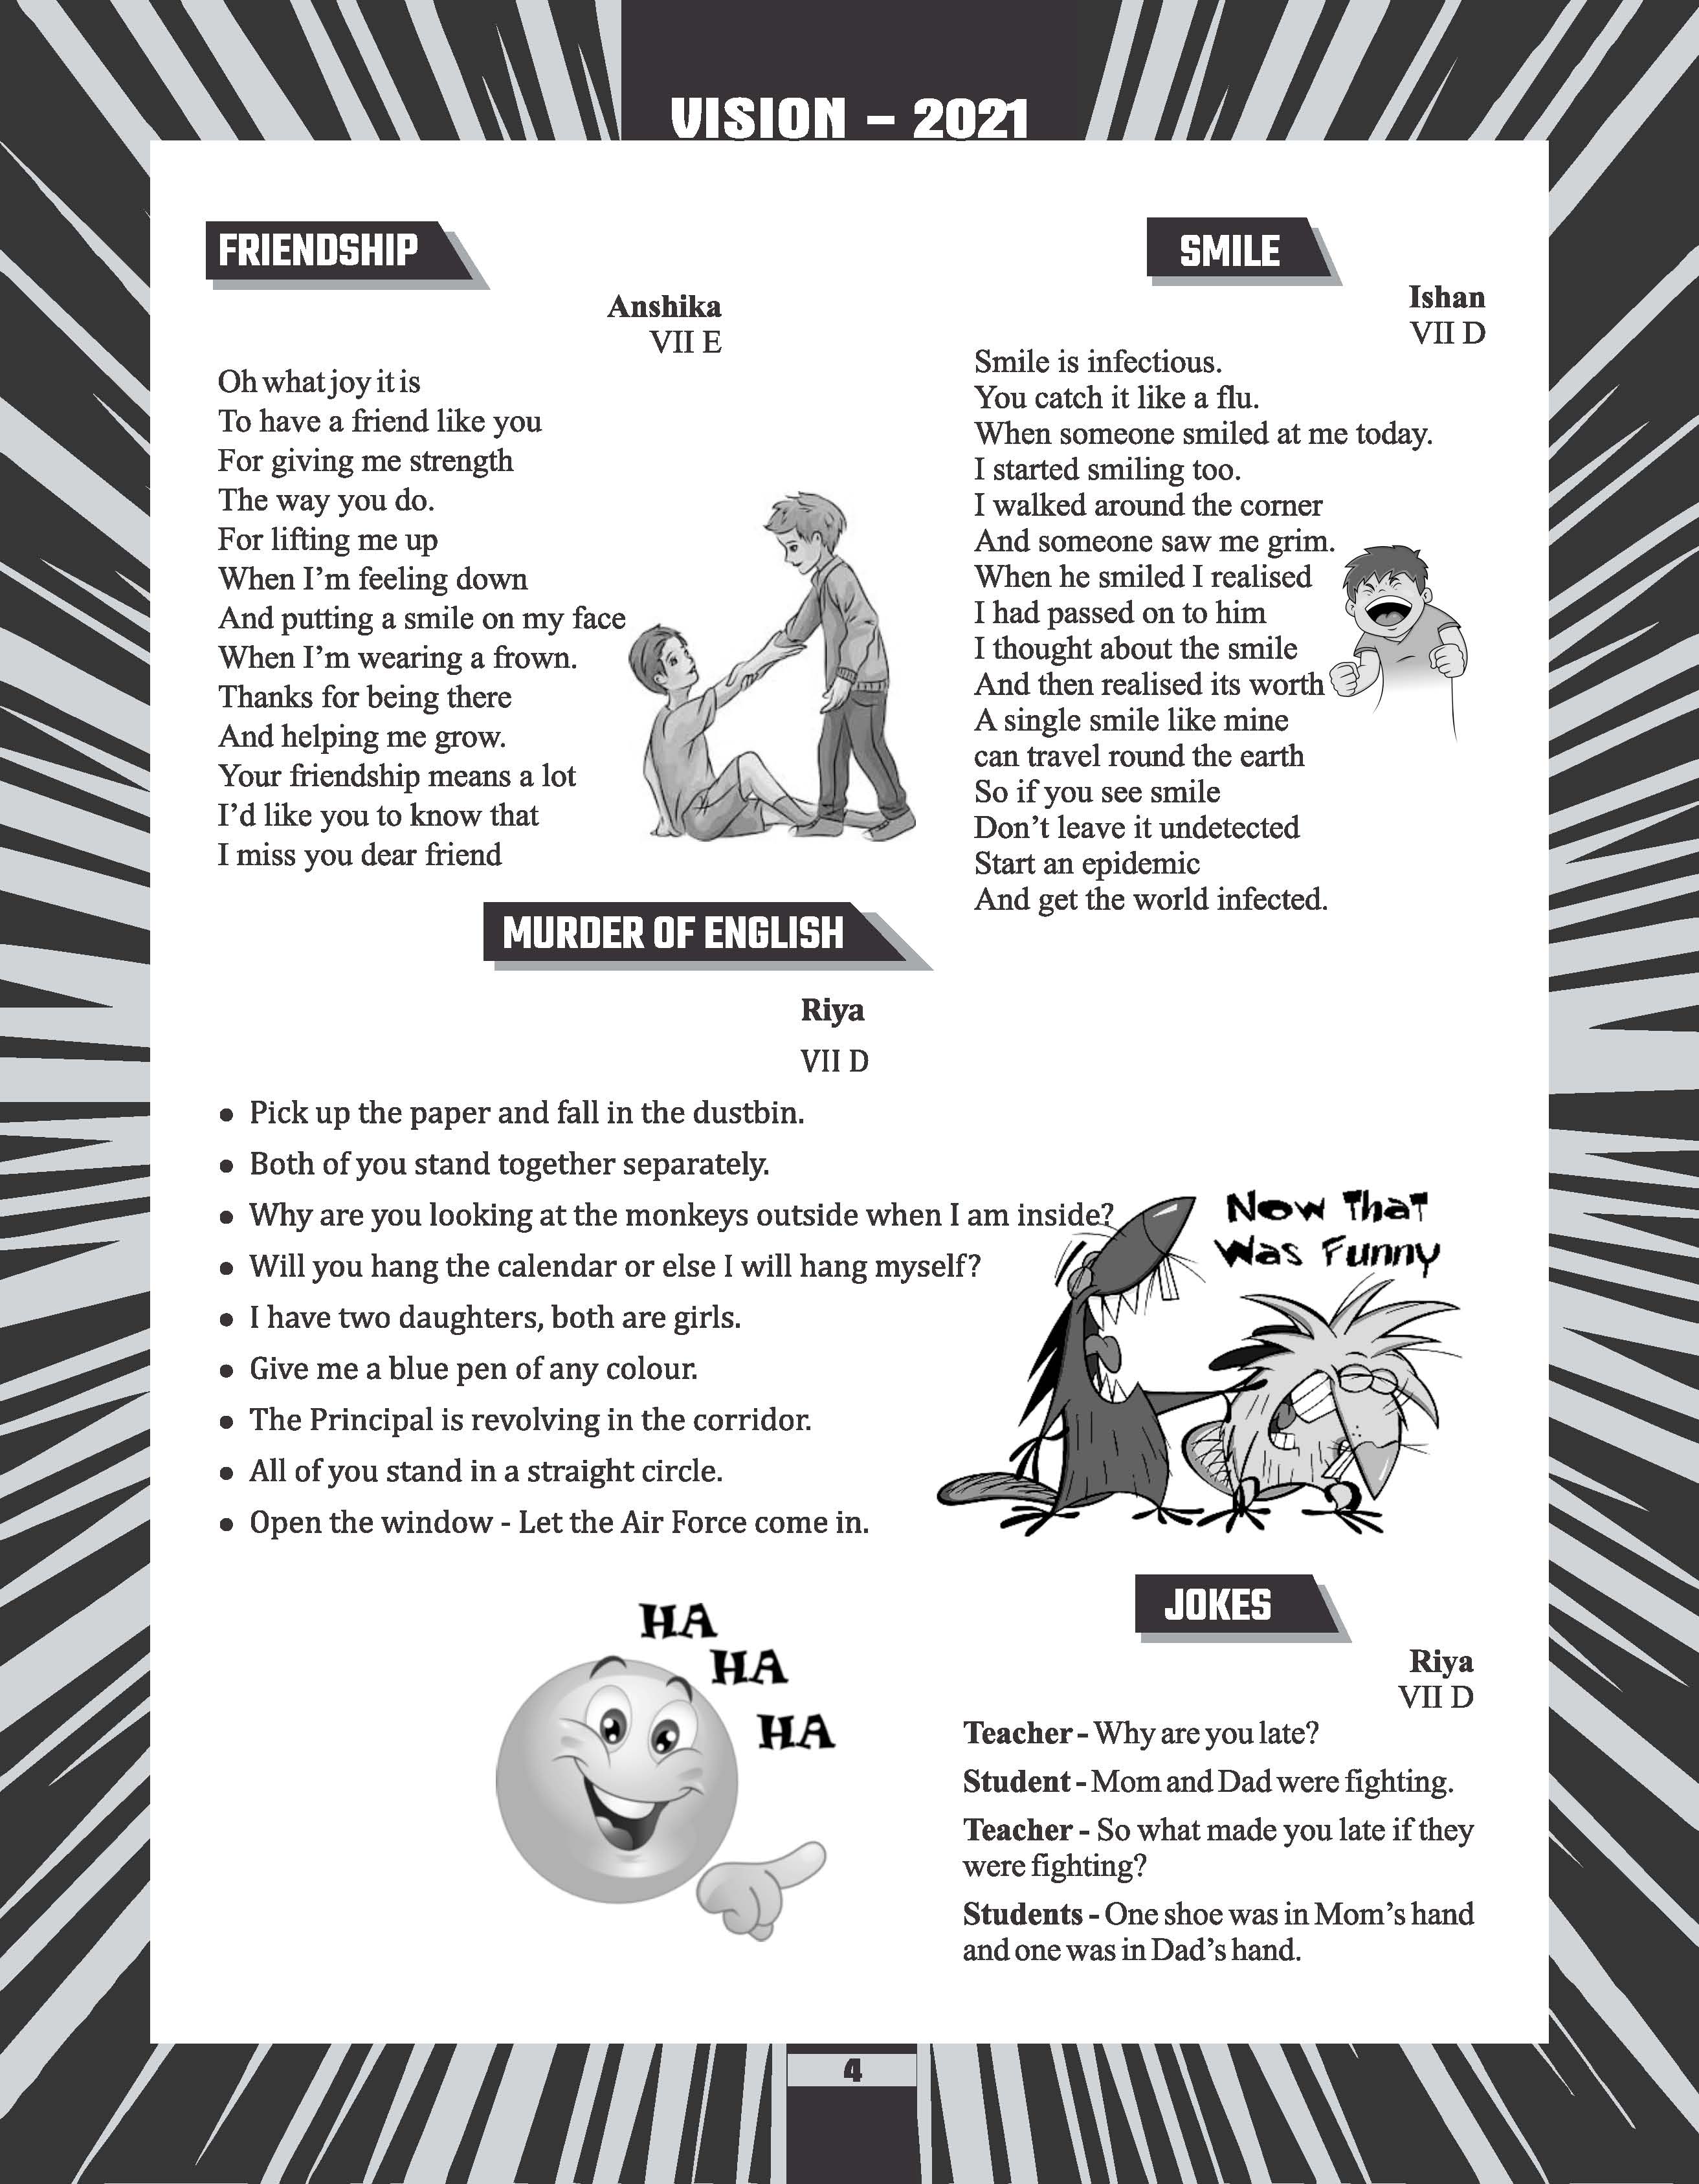 VISION – 2021
FRIENDSHIP
Anshika
VII E
Oh what joy it is
To have a friend like you
For giving me strength
The way you do.
For lifting me up
When I’m feeling down
And putting a smile on my face
When I’m wearing a frown.
Thanks for being there
And helping me grow.
Your friendship means a lot
I’d like you to know that
I miss you dear friend
SMILE
Ishan
VII D
Smile is infectious.
You catch it like a flu.
When someone smiled at me today.
I started smiling too.
I walked around the corner
And someone saw me grim.
When he smiled I realised
I had passed on to him
I thought about the smile
And then realised its worth
A single smile like mine
can travel round the earth
So if you see smile
Don’t leave it undetected
Start an epidemic
And get the world infected.
MURDER OF ENGLISH
Riya
VII D
• Pick up the paper and fall in the dustbin.
• Both of you stand together separately.
• Why are you looking at the monkeys outside when I am inside?
• Will you hang the calendar or else I will hang myself?
• I have two daughters, both are girls.
• Give me a blue pen of any colour.
• The Principal is revolving in the corridor.
• All of you stand in a straight circle.
• Open the window - Let the Air Force come in.
Now That
Was Funny
HA
HA
HA
JOKES
Riya
VII D
Teacher - Why are you late?
Student - Mom and Dad were fighting.
Teacher - So what made you late if they
were fighting?
Students - One shoe was in Mom’s hand
and one was in Dad’s hand.
4